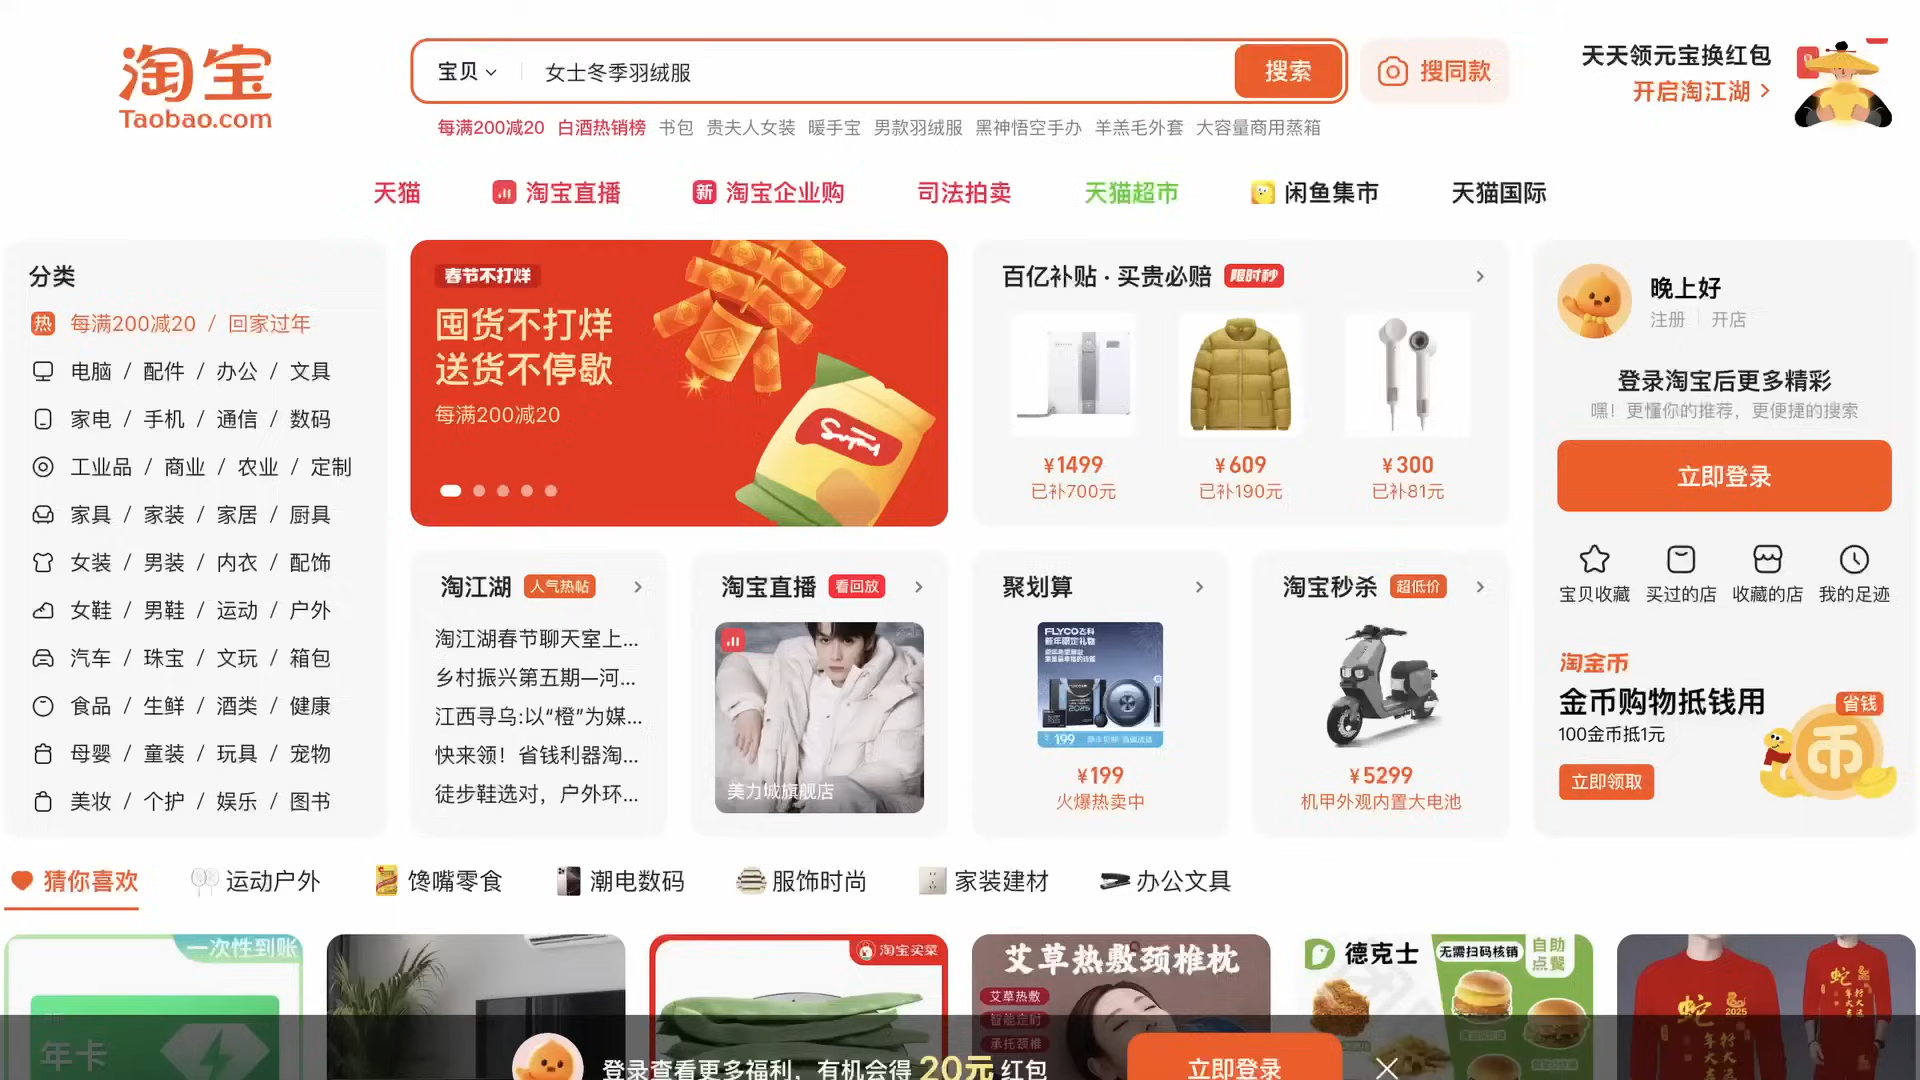 淘宝
Taobao.com
宝贝
女士冬季羽绒服
搜索
搜同款
天天领元宝换红包
开启淘江湖
每满200减20 白酒热销榜 书包 贵夫人女装 暖手宝 男款羽绒服 黑神悟空手办 羊羔毛外套 大容量商用蒸箱
天猫 淘宝直播 新 淘宝企业购 司法拍卖 天猫超市 闲鱼集市 天猫国际
分类
热 每满200减20 / 回家过年
电脑 / 配件 / 办公 / 文具
家电 / 手机 / 通信 / 数码
工业品 / 商业 / 农业 / 定制
家具 / 家装 / 家居 / 厨具
女装 / 男装 / 内衣 / 配饰
女鞋 / 男鞋 / 运动 / 户外
汽车 / 珠宝 / 文玩 / 箱包
食品 / 生鲜 / 酒类 / 健康
母婴 / 童装 / 玩具 / 宠物
美妆 / 个护 / 娱乐 / 图书
春节不打烊
囤货不打烊
送货不停歇
每满200减20
百亿补贴 · 买贵必赔 限时秒
¥1499
已补700元
¥609
已补190元
¥300
已补81元
淘江湖 人气热帖
淘江湖春节聊天室上...
乡村振兴第五期—河...
江西寻乌:以“橙”为媒...
快来领！省钱利器淘...
徒步鞋选对，户外环...
淘宝直播 看回放
美力城旗舰店
聚划算
FLYCO飞科
新年限定礼物
2025
¥ 199
¥199
火爆热卖中
淘宝秒杀 超低价
¥5299
机甲外观内置大电池
晚上好
注册 开店
登录淘宝后更多精彩
嘿！更懂你的推荐，更便捷的搜索
立即登录
宝贝收藏 买过的店 收藏的店 我的足迹
淘金币
金币购物抵钱用
100金币抵1元
立即领取
省钱
币
猜你喜欢 运动户外 馋嘴零食 潮电数码 服饰时尚 家装建材 办公文具
一次性到账
年卡
淘宝买菜
艾草热敷颈椎枕
艾草热敷
智能定时
承托颈椎
德克士
无需扫码核销
自助
点餐
蛇
2025
行大运
年年大吉
登录查看更多福利，有机会得 20元 红包
立即登录